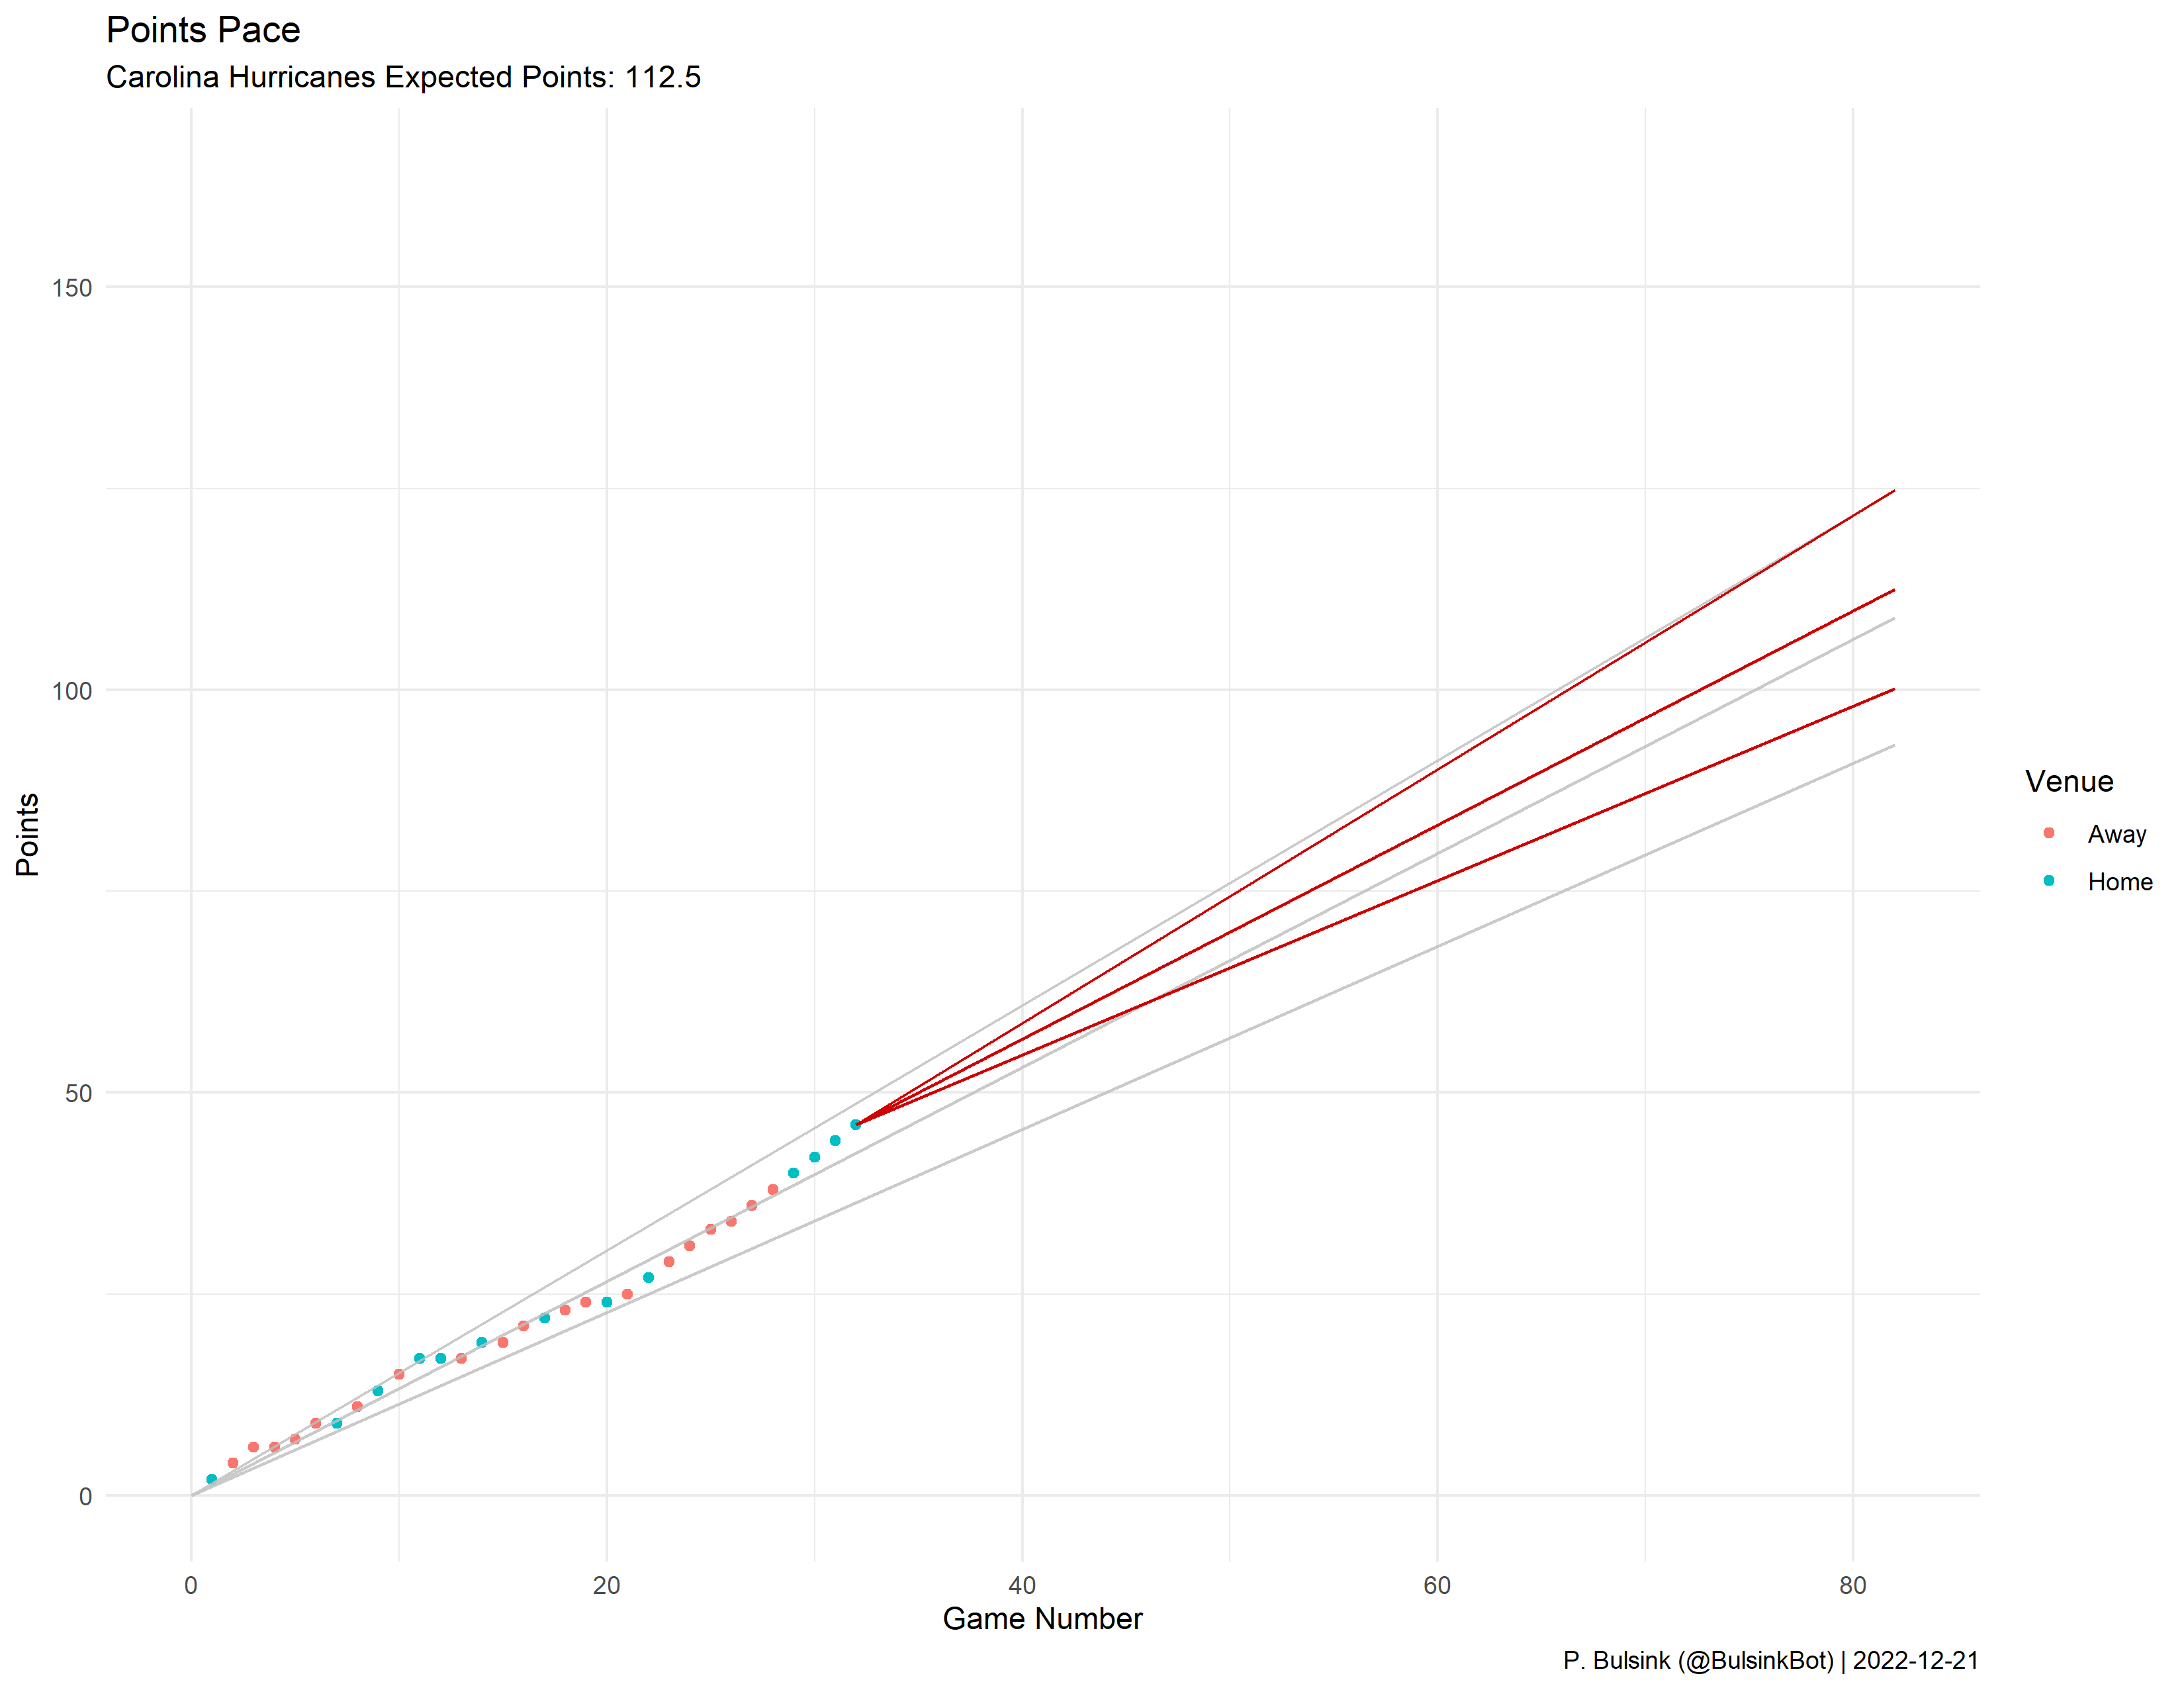 Points Pace
Carolina Hurricanes Expected Points: 112.5
150
100
50
0
Points
0 20 40 60 80
Game Number
Venue
Away
Home
P. Bulsink (@BulsinkBot) | 2022-12-21